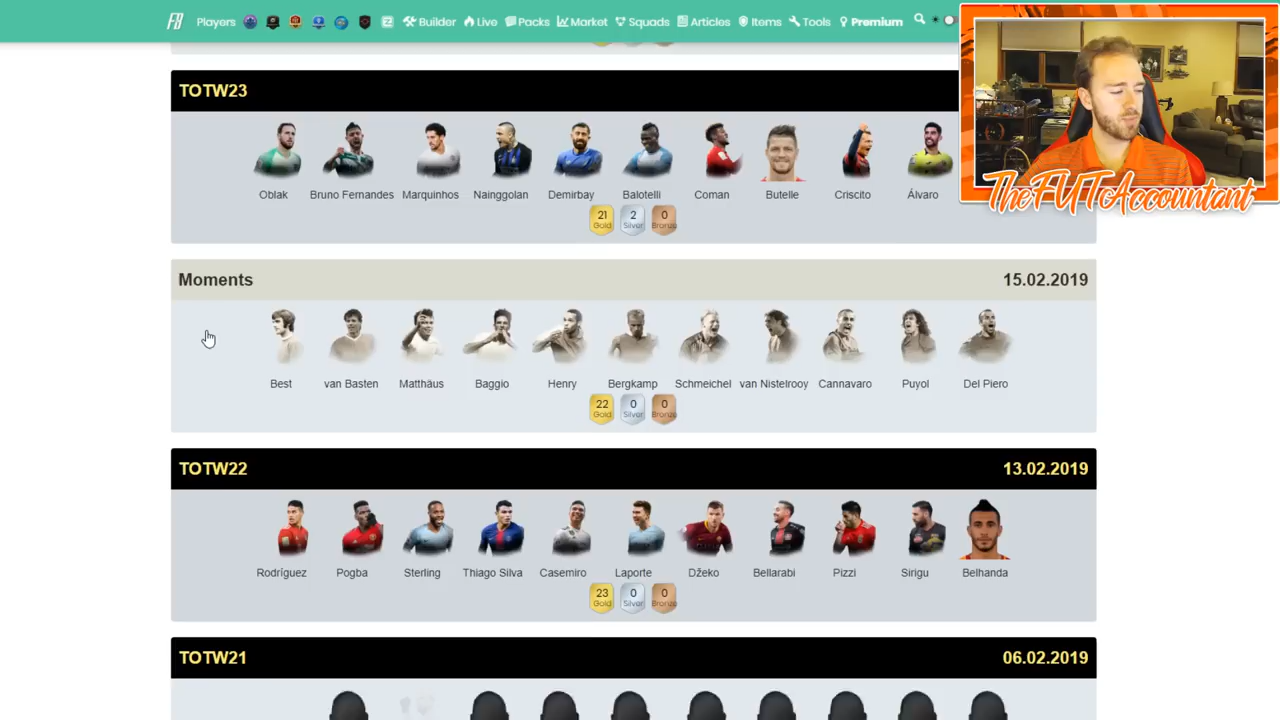 FB Players Builder Live Packs Market Squads Articles Items Tools Premium
TheFUTAccountant
TOTW23
Oblak Bruno Fernandes Marquinhos Nainggolan Demirbay Balotelli Coman Butelle Criscito Álvaro
21 2 0
Gold Silver Bronze
Moments 15.02.2019
Best van Basten Matthäus Baggio Henry Bergkamp Schmeichel van Nistelrooy Cannavaro Puyol Del Piero
22 0 0
Gold Silver Bronze
TOTW22 13.02.2019
Rodríguez Pogba Sterling Thiago Silva Casemiro Laporte Džeko Bellarabi Pizzi Sirigu Belhanda
23 0 0
Gold Silver Bronze
TOTW21 06.02.2019